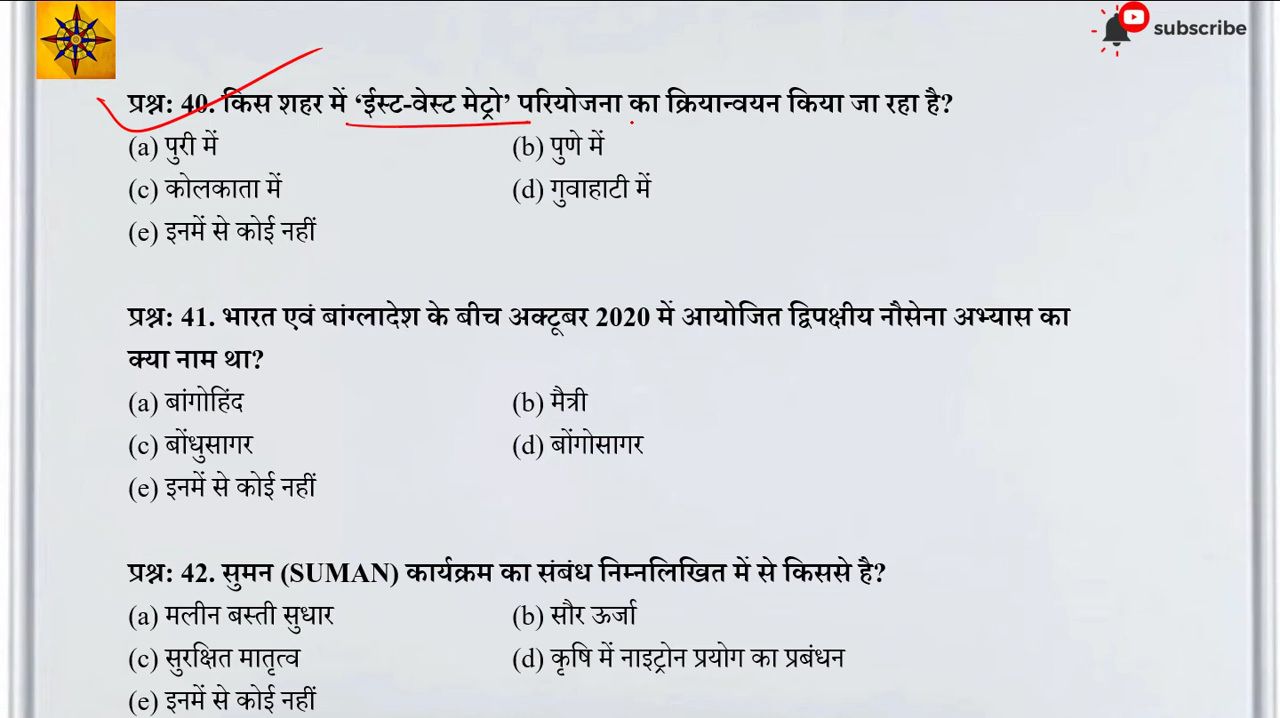 subscribe
प्रश्न: 40. किस शहर में ‘ईस्ट-वेस्ट मेट्रो’ परियोजना का क्रियान्वयन किया जा रहा है?
(a) पुरी में (b) पुणे में
(c) कोलकाता में (d) गुवाहाटी में
(e) इनमें से कोई नहीं
प्रश्न: 41. भारत एवं बांग्लादेश के बीच अक्टूबर 2020 में आयोजित द्विपक्षीय नौसेना अभ्यास का
क्या नाम था?
(a) बांगोहिंद (b) मैत्री
(c) बोंधुसागर (d) बोंगोसागर
(e) इनमें से कोई नहीं
प्रश्न: 42. सुमन (SUMAN) कार्यक्रम का संबंध निम्नलिखित में से किससे है?
(a) मलीन बस्ती सुधार (b) सौर ऊर्जा
(c) सुरक्षित मातृत्व (d) कृषि में नाइट्रोन प्रयोग का प्रबंधन
(e) इनमें से कोई नहीं